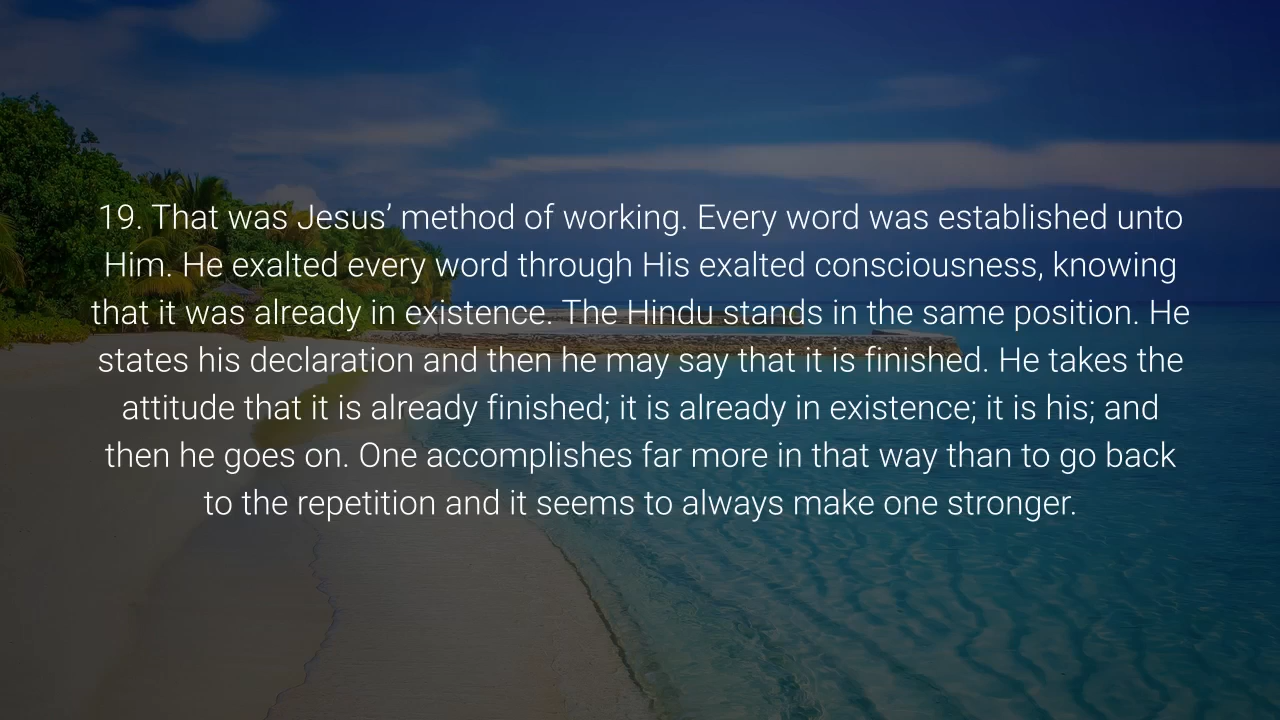 19. That was Jesus’ method of working. Every word was established unto
Him. He exalted every word through His exalted consciousness, knowing
that it was already in existence. The Hindu stands in the same position. He
states his declaration and then he may say that it is finished. He takes the
attitude that it is already finished; it is already in existence; it is his; and
then he goes on. One accomplishes far more in that way than to go back
to the repetition and it seems to always make one stronger.